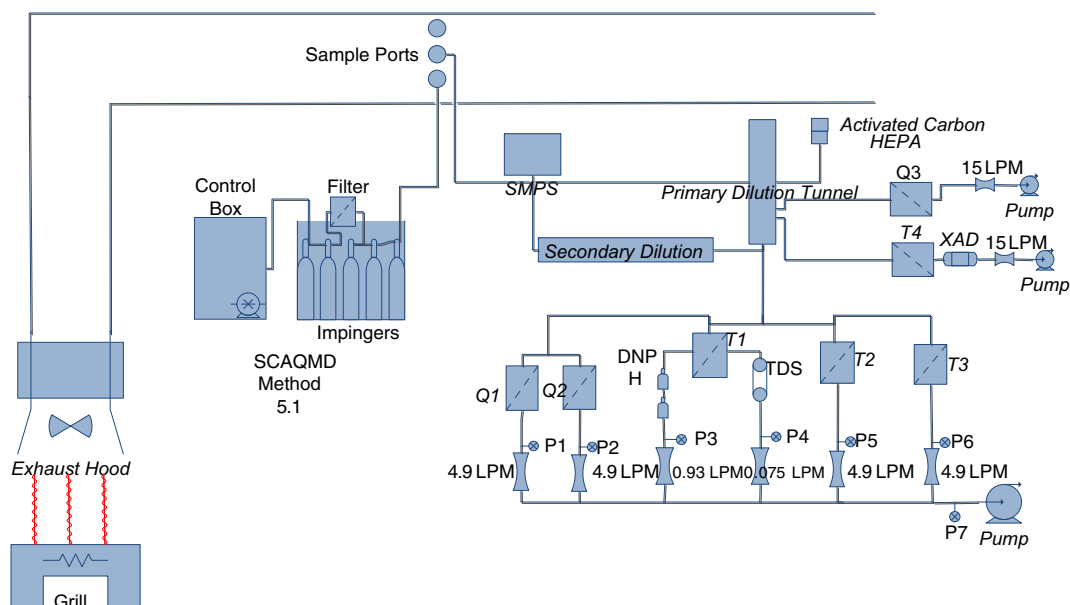 Sample Ports
Activated Carbon
HEPA
SMPS
Primary Dilution Tunnel
Q3
15 LPM
Pump
Control
Box
Filter
T4
XAD
15 LPM
Pump
Secondary Dilution
Impingers
SCAQMD
Method
5.1
T1
DNP
H
TDS
T2
T3
Q1
Q2
P1
P2
P3
P4
P5
P6
Exhaust Hood
4.9 LPM
4.9 LPM
0.93 LPM
0.075 LPM
4.9 LPM
4.9 LPM
P7
Pump
Grill